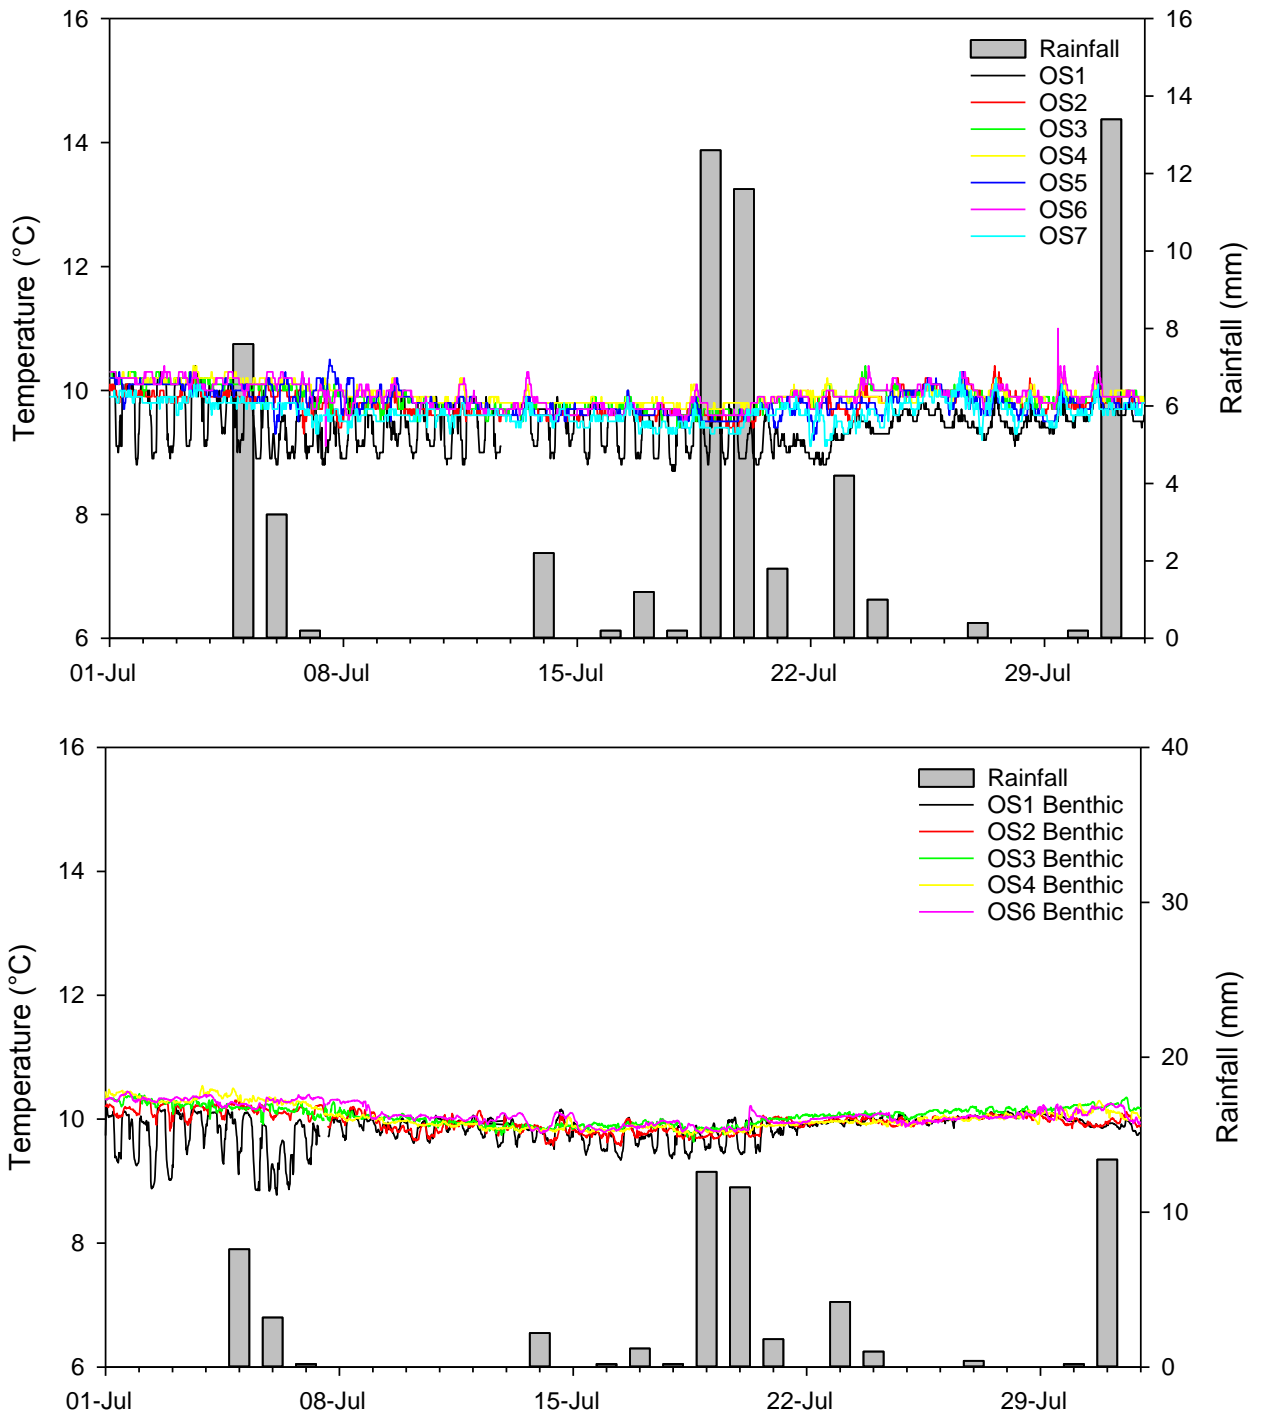 16
14
12
10
8
6
Temperature (°C)
16
14
12
10
8
6
4
2
0
Rainfall (mm)
Rainfall
OS1
OS2
OS3
OS4
OS5
OS6
OS7
01-Jul
08-Jul
15-Jul
22-Jul
29-Jul
16
14
12
10
8
6
Temperature (°C)
40
30
20
10
0
Rainfall (mm)
Rainfall
OS1 Benthic
OS2 Benthic
OS3 Benthic
OS4 Benthic
OS6 Benthic
01-Jul
08-Jul
15-Jul
22-Jul
29-Jul